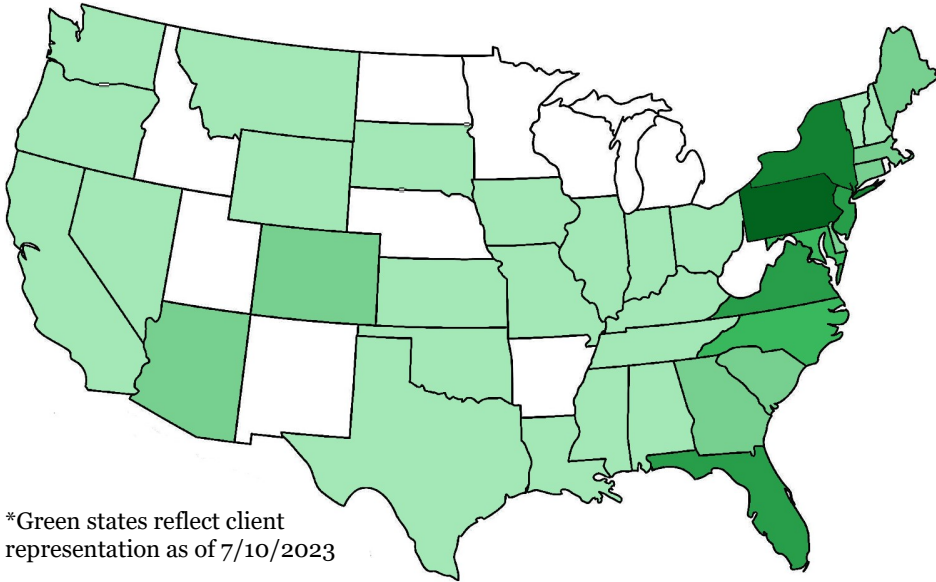 *Green states reflect client
representation as of 7/10/2023